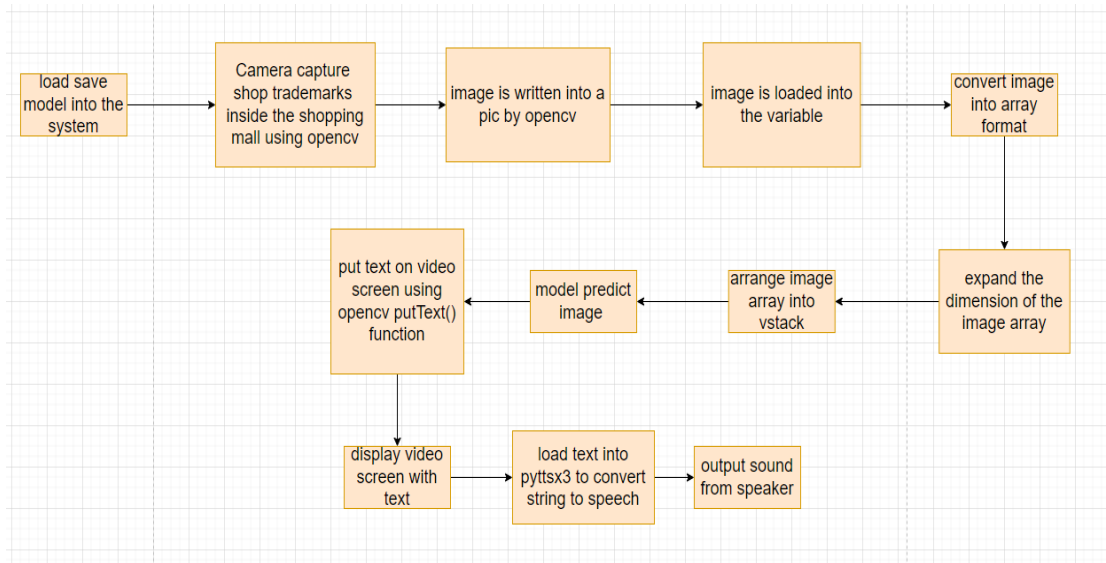 load save
model into the
system
Camera capture
shop trademarks
inside the shopping
mall using opencv
image is written into a
pic by opencv
image is loaded into
the variable
convert image
into array
format
expand the
dimension of the
image array
arrange image
array into
vstack
model predict
image
put text on video
screen using
opencv putText()
function
display video
screen with
text
load text into
pyttsx3 to convert
string to speech
output sound
from speaker